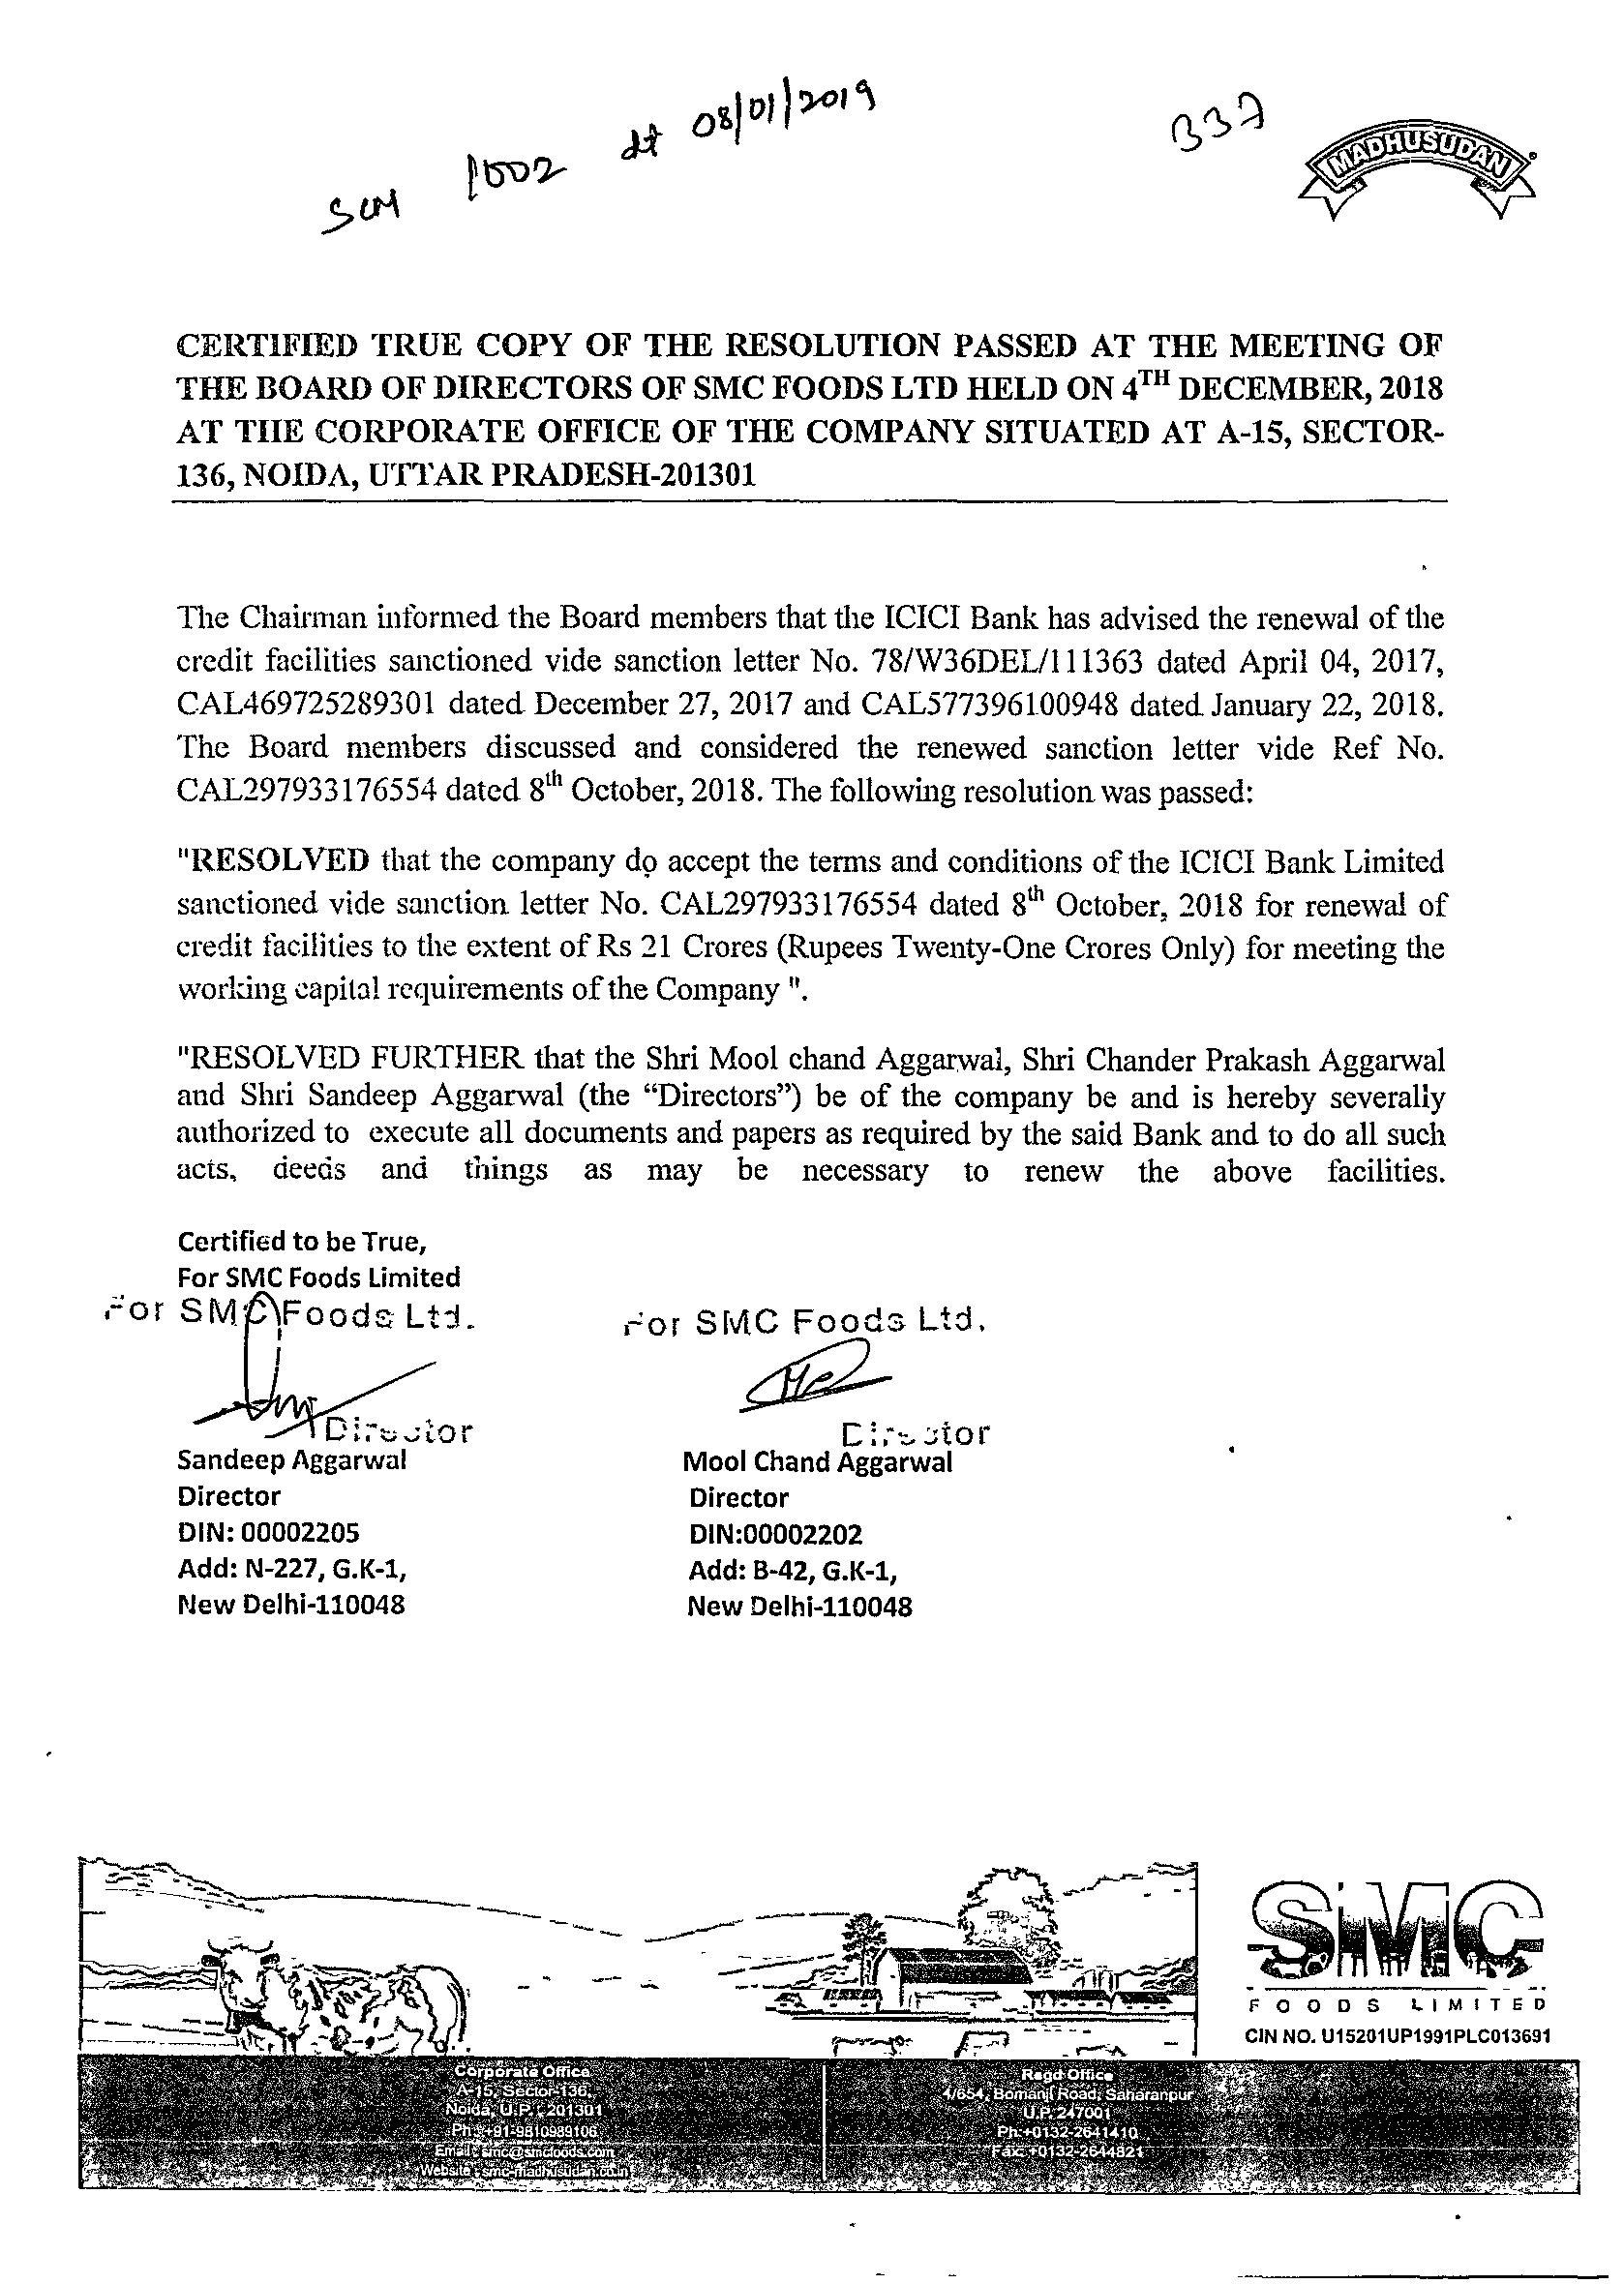 dt 08/01/2019
337
MADHUSUDAN
CERTIFIED TRUE COPY OF THE RESOLUTION PASSED AT THE MEETING OF
THE BOARD OF DIRECTORS OF SMC FOODS LTD HELD ON 4TH DECEMBER, 2018
AT THE CORPORATE OFFICE OF THE COMPANY SITUATED AT A-15, SECTOR-
136, NOIDA, UTTAR PRADESH-201301
The Chairman informed the Board members that the ICICI Bank has advised the renewal of the
credit facilities sanctioned vide sanction letter No. 78/W36DEL/111363 dated April 04, 2017,
CAL469725289301 dated December 27, 2017 and CAL577396100948 dated January 22, 2018.
The Board members discussed and considered the renewed sanction letter vide Ref No.
CAL297933176554 dated 8th October, 2018. The following resolution was passed:
"RESOLVED that the company do accept the terms and conditions of the ICICI Bank Limited
sanctioned vide sanction letter No. CAL297933176554 dated 8th October, 2018 for renewal of
credit facilities to the extent of Rs 21 Crores (Rupees Twenty-One Crores Only) for meeting the
working capital requirements of the Company ".
"RESOLVED FURTHER that the Shri Mool chand Aggarwal, Shri Chander Prakash Aggarwal
and Shri Sandeep Aggarwal (the “Directors”) be of the company be and is hereby severally
authorized to execute all documents and papers as required by the said Bank and to do all such
acts, deeds and things as may be necessary to renew the above facilities.
Certified to be True,
For SMC Foods Limited
For SMC Foods Ltd.
Director
Sandeep Aggarwal
Director
DIN: 00002205
Add: N-227, G.K-1,
New Delhi-110048
For SMC Foods Ltd.
Director
Mool Chand Aggarwal
Director
DIN:00002202
Add: B-42, G.K-1,
New Delhi-110048
SMC
FOODS LIMITED
CIN NO. U15201UP1991PLC013691
Corporate Office
A-15, Sector-136,
Noida, U.P., 201301
Ph : +91-9810989106
Email : smc@smcfoods.com
Website : smc-madhusudan.co.in
Regd Office
4/654, Bomanji Road, Saharanpur
U.P. 247001
Ph:+0132-2641410
Fax: +0132-2644821